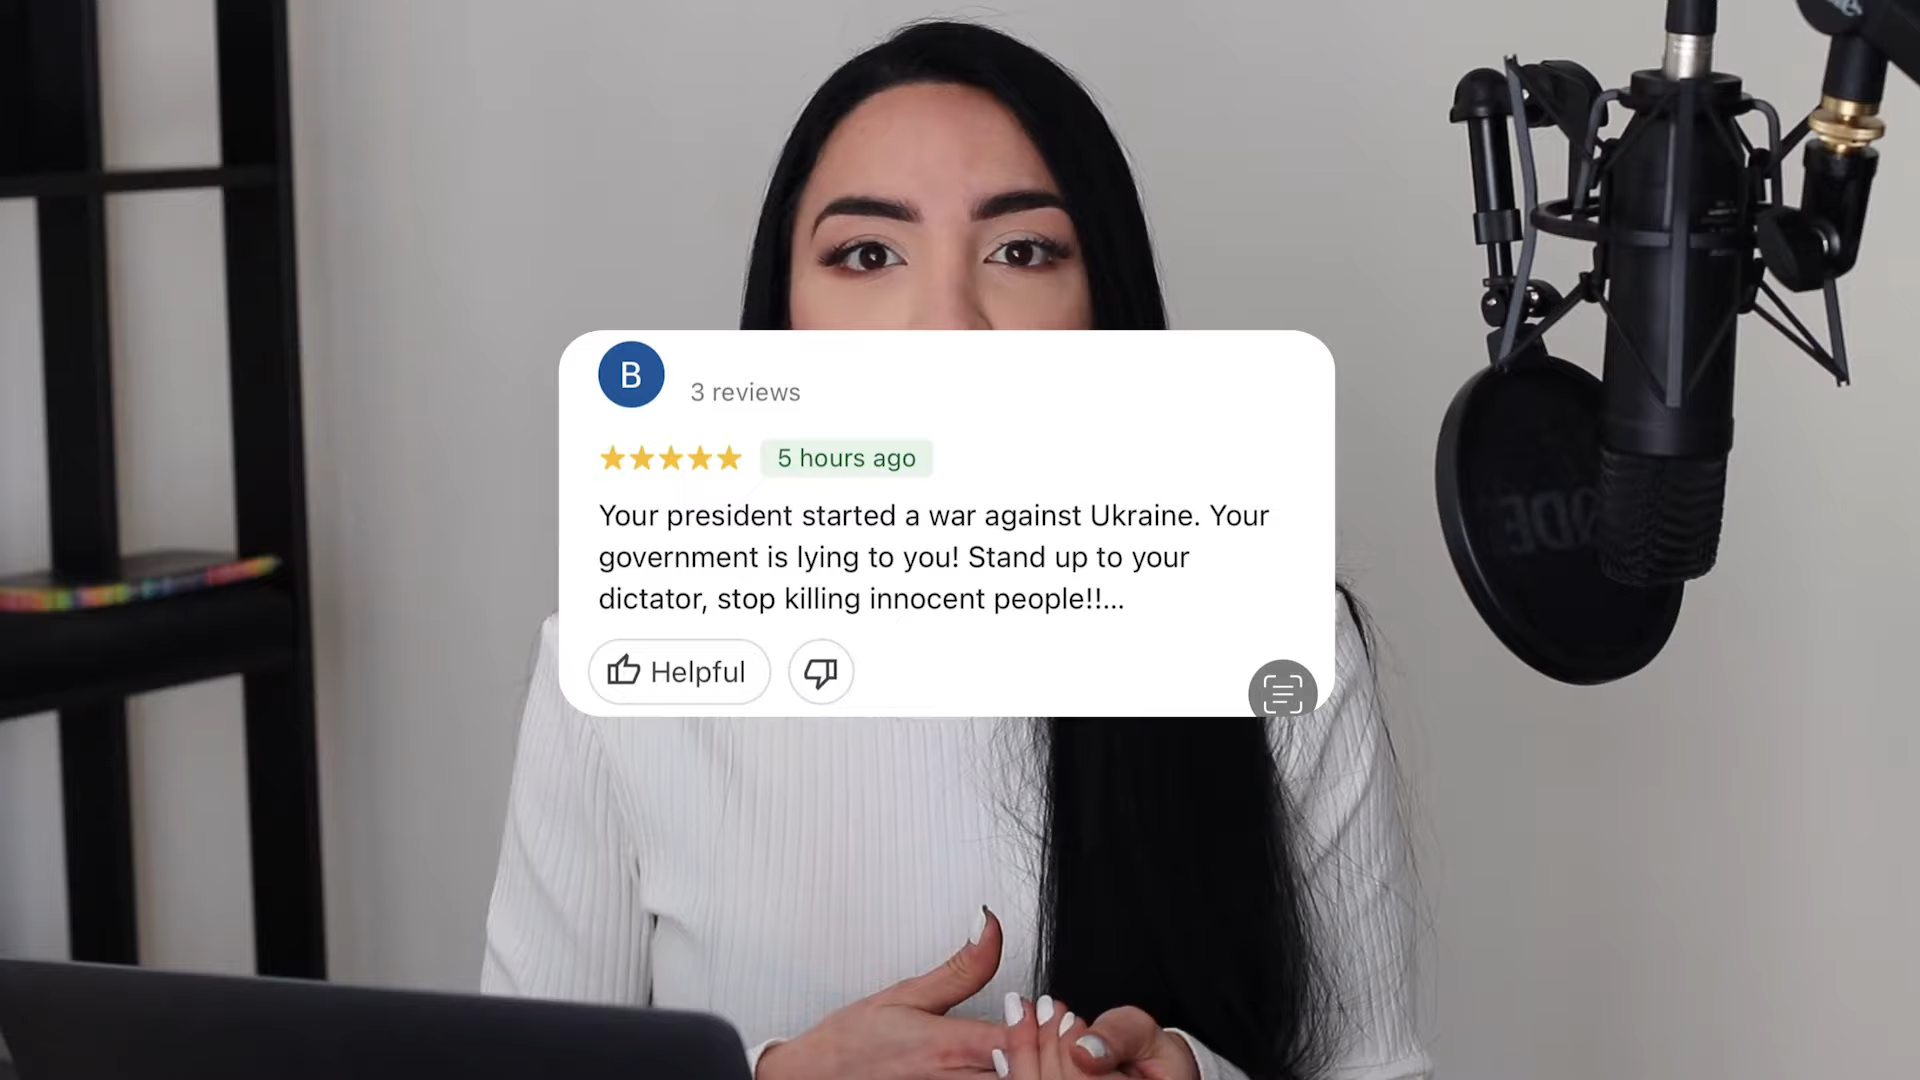 B
3 reviews
5 hours ago
Your president started a war against Ukraine. Your
government is lying to you! Stand up to your
dictator, stop killing innocent people!!...
Helpful